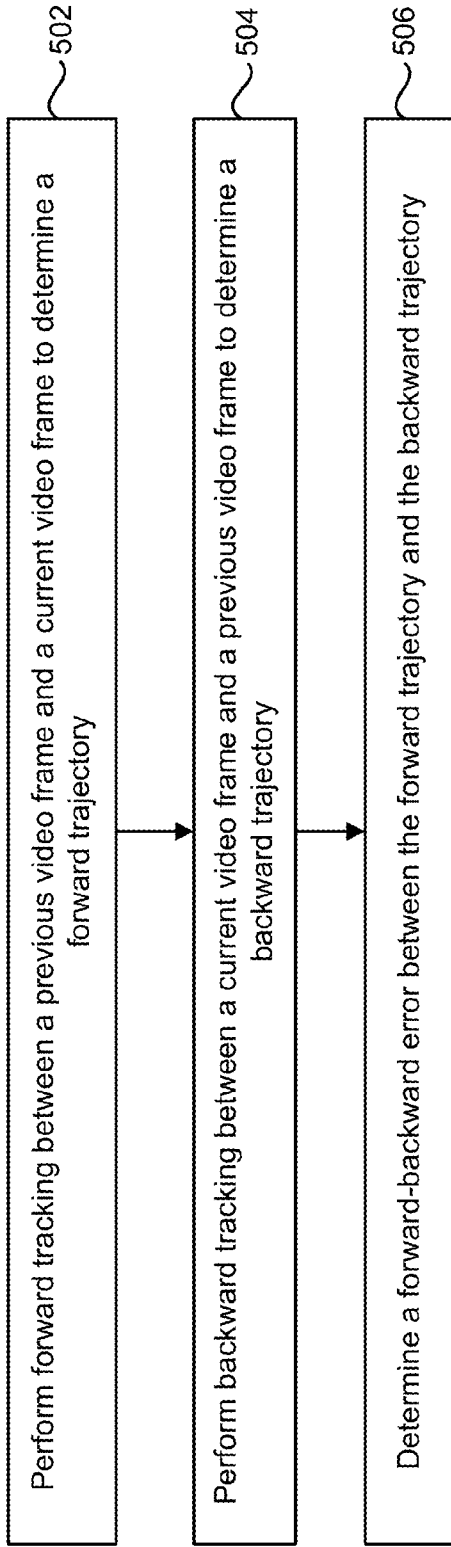 Perform forward tracking between a previous video frame and a current video frame to determine a
forward trajectory
502
Perform backward tracking between a current video frame and a previous video frame to determine a
backward trajectory
504
Determine a forward-backward error between the forward trajectory and the backward trajectory
506